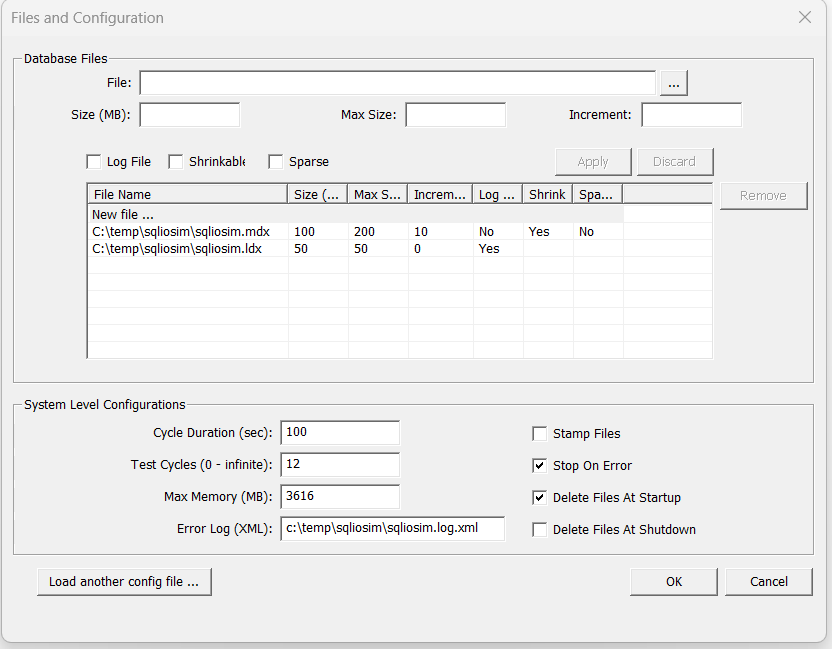 Files and Configuration
Database Files
File:
...
Size (MB):
Max Size:
Increment:
Log File
Shrinkable
Sparse
Apply
Discard
File Name Size (... Max S... Increm... Log ... Shrink Spa...
Remove
New file ...
C:\temp\sqliosim\sqliosim.mdx 100 200 10 No Yes No
C:\temp\sqliosim\sqliosim.ldx 50 50 0 Yes
System Level Configurations
Cycle Duration (sec): 100
Stamp Files
Test Cycles (0 - infinite): 12
Stop On Error
Max Memory (MB): 3616
Delete Files At Startup
Error Log (XML): c:\temp\sqliosim\sqliosim.log.xml
Delete Files At Shutdown
Load another config file ...
OK
Cancel